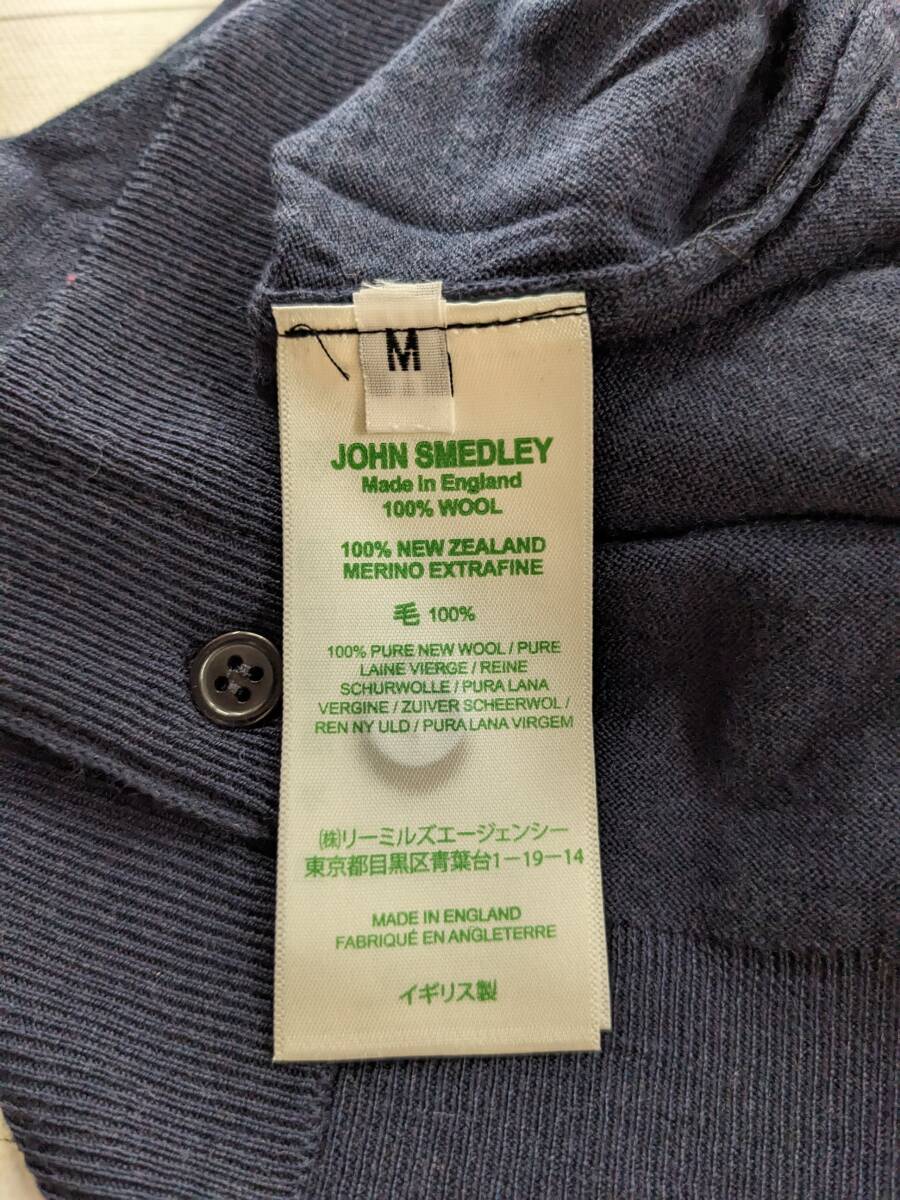 M
JOHN SMEDLEY
Made in England
100% WOOL
100% NEW ZEALAND
MERINO EXTRAFINE
毛 100%
100% PURE NEW WOOL / PURE
LAINE VIERGE / REINE
SCHURWOLLE / PURA LANA
VERGINE / ZUIVER SCHEERWOL /
REN NY ULD / PURA LANA VIRGEM
㈱リーミルズエージェンシー
東京都目黒区青葉台1-19-14
MADE IN ENGLAND
FABRIQUÉ EN ANGLETERRE
イギリス製